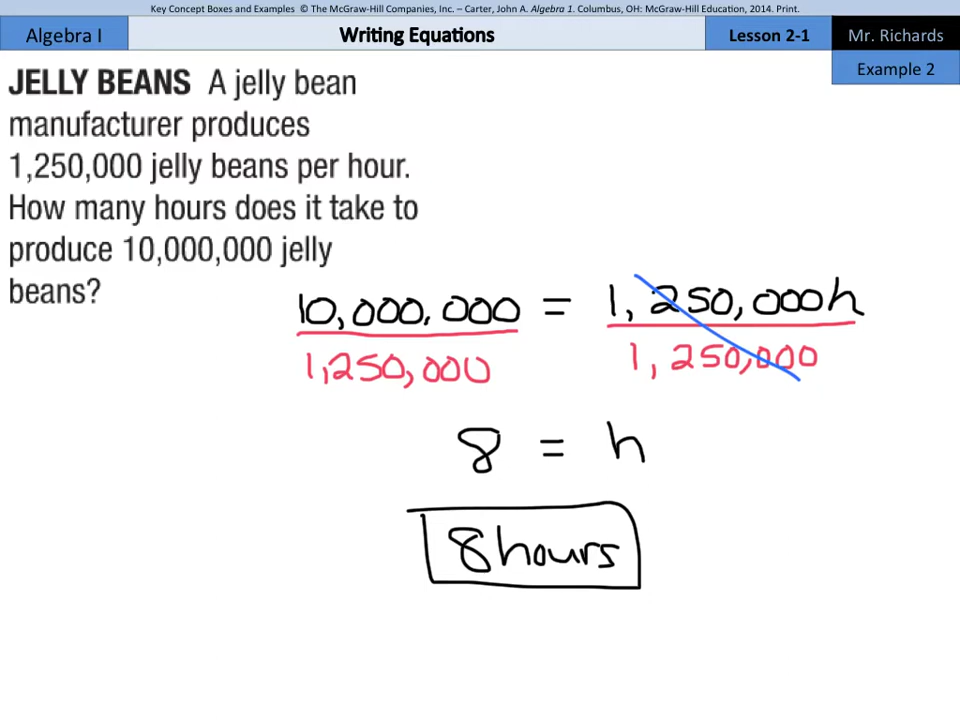 Key Concept Boxes and Examples © The McGraw-Hill Companies, Inc. – Carter, John A. Algebra 1. Columbus, OH: McGraw-Hill Education, 2014. Print.
Algebra I
Writing Equations
Lesson 2-1
Mr. Richards
Example 2
JELLY BEANS A jelly bean
manufacturer produces
1,250,000 jelly beans per hour.
How many hours does it take to
produce 10,000,000 jelly
beans?
10,000,000 = 1,250,000h
1,250,000 1,250,000
8 = h
8 hours